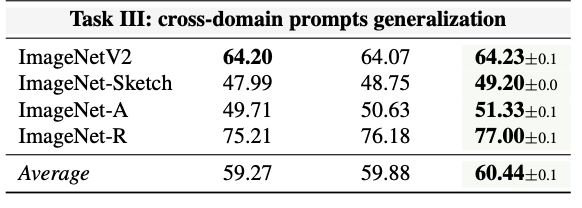 Task III: cross-domain prompts generalization
ImageNetV2 64.20 64.07 64.23±0.1
ImageNet-Sketch 47.99 48.75 49.20±0.0
ImageNet-A 49.71 50.63 51.33±0.1
ImageNet-R 75.21 76.18 77.00±0.1
Average 59.27 59.88 60.44±0.1